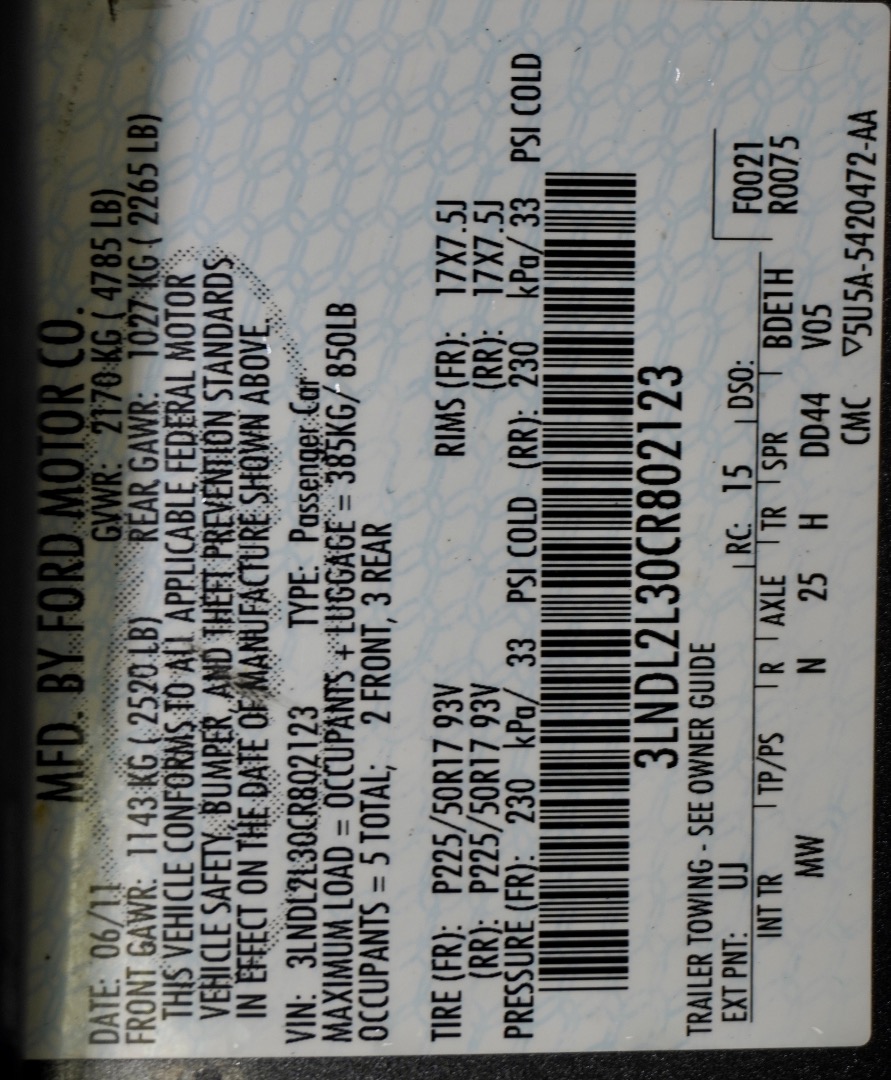 MFD. BY FORD MOTOR CO.
DATE: 06/11 GVWR: 2170 KG ( 4785 LB)
FRONT GAWR: 1143 KG ( 2520 LB) REAR GAWR: 1027 KG ( 2265 LB)
THIS VEHICLE CONFORMS TO ALL APPLICABLE FEDERAL MOTOR
VEHICLE SAFETY, BUMPER, AND THEFT PREVENTION STANDARDS
IN EFFECT ON THE DATE OF MANUFACTURE SHOWN ABOVE.
VIN: 3LNDL2L30CR802123 TYPE: Passenger Car
MAXIMUM LOAD = OCCUPANTS + LUGGAGE = 385KG/ 850LB
OCCUPANTS = 5 TOTAL; 2 FRONT, 3 REAR
TIRE (FR): P225/50R17 93V RIMS (FR): 17X7.5J
(RR): P225/50R17 93V (RR): 17X7.5J
PRESSURE (FR): 230 kPa/ 33 PSI COLD (RR): 230 kPa/ 33 PSI COLD
3LNDL2L30CR802123
TRAILER TOWING - SEE OWNER GUIDE
EXT PNT: UJ RC: 15 DSO: F0021
INT TR TP/PS R AXLE TR SPR BDE1H R0075
MW N 25 H DD44 V05
CMC ▽5U5A-5420472-AA